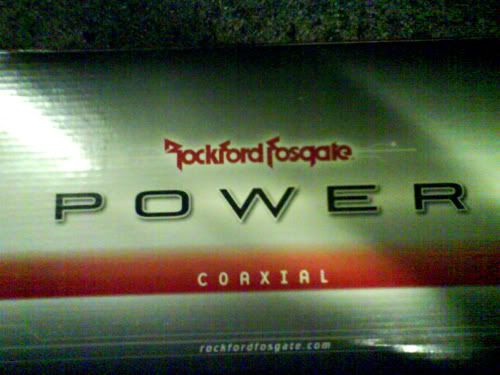 Rockford Fosgate
POWER
COAXIAL
rockfordfosgate.com